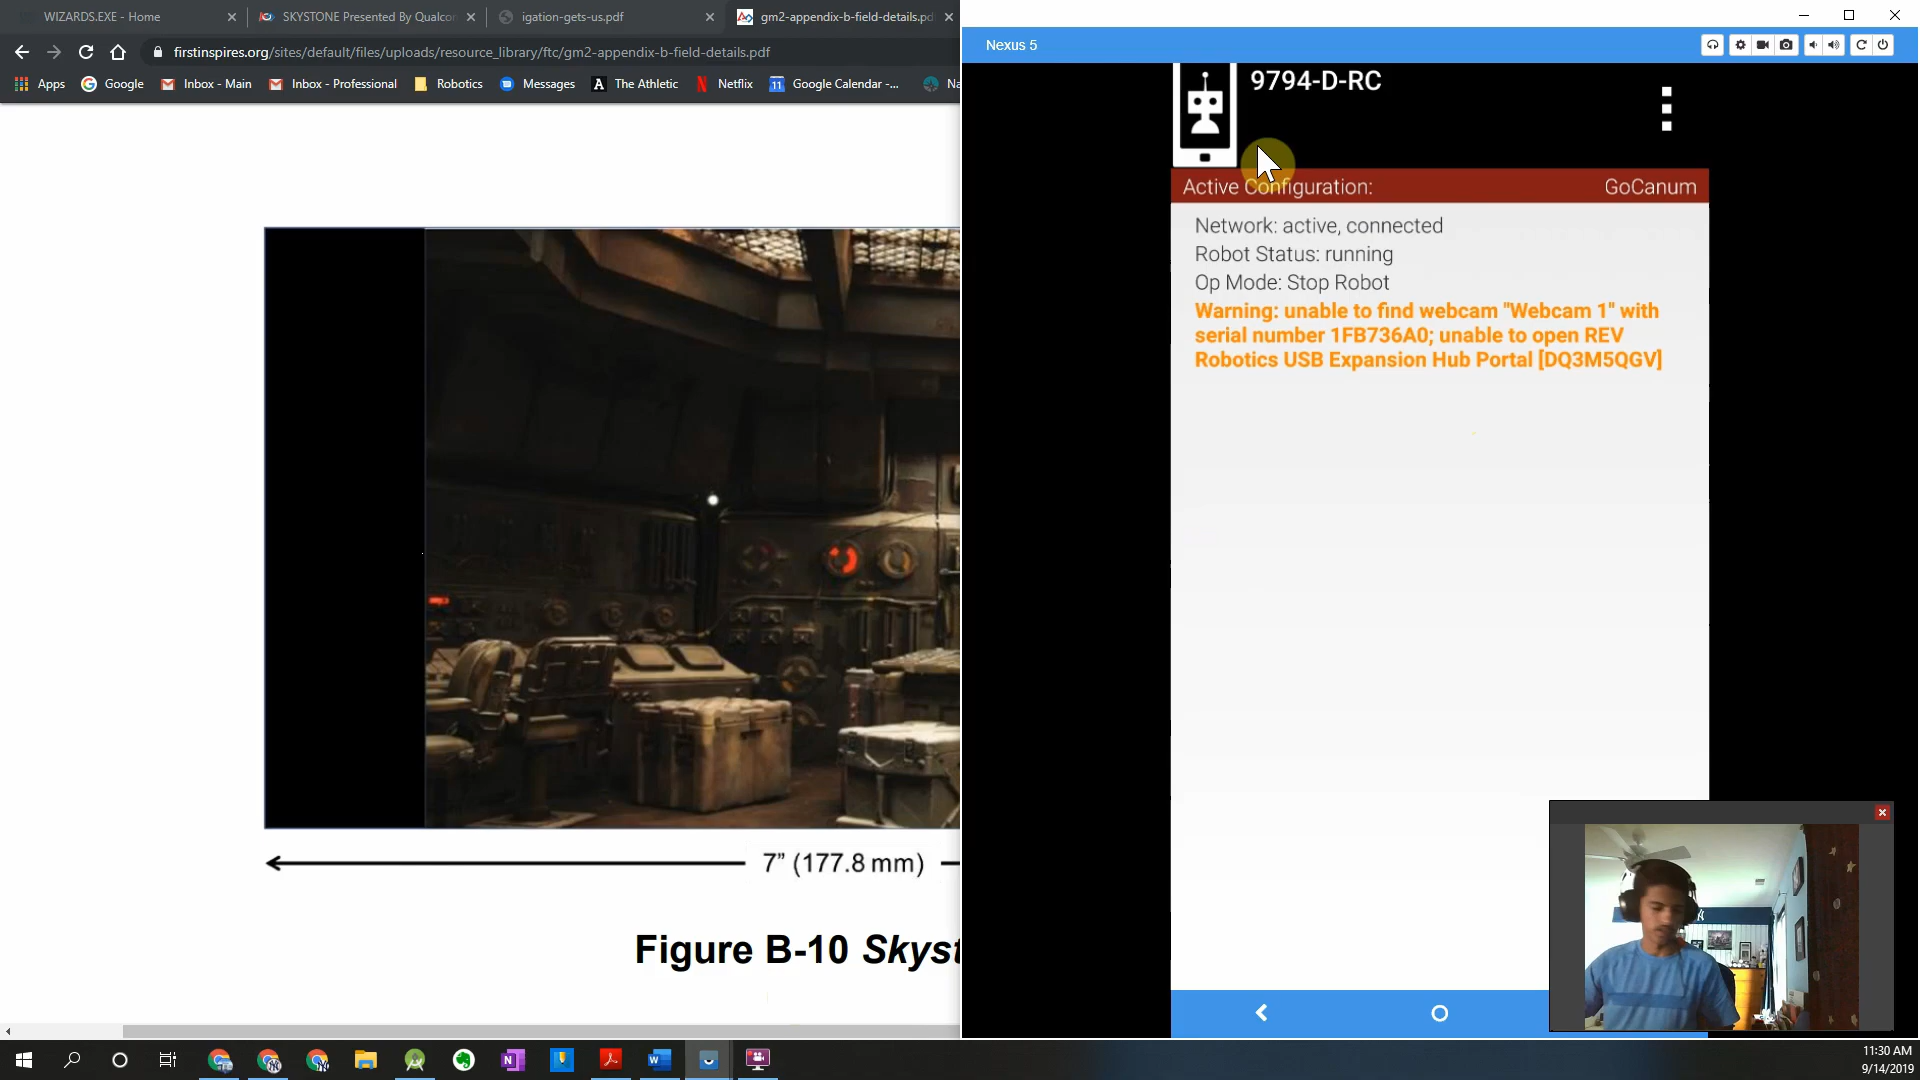 WIZARDS.EXE - Home
SKYSTONE Presented By Qualco
igation-gets-us.pdf
gm2-appendix-b-field-details.pd
firstinspires.org/sites/default/files/uploads/resource_library/ftc/gm2-appendix-b-field-details.pdf
Apps
Google
Inbox - Main
Inbox - Professional
Robotics
Messages
A
The Athletic
N
Netflix
11
Google Calendar -...
Na
7” (177.8 mm)
Figure B-10 Skyst
Nexus 5
9794-D-RC
Active Configuration:
GoCanum
Network: active, connected
Robot Status: running
Op Mode: Stop Robot
Warning: unable to find webcam "Webcam 1" with
serial number 1FB736A0; unable to open REV
Robotics USB Expansion Hub Portal [DQ3M5QGV]
11:30 AM
9/14/2019